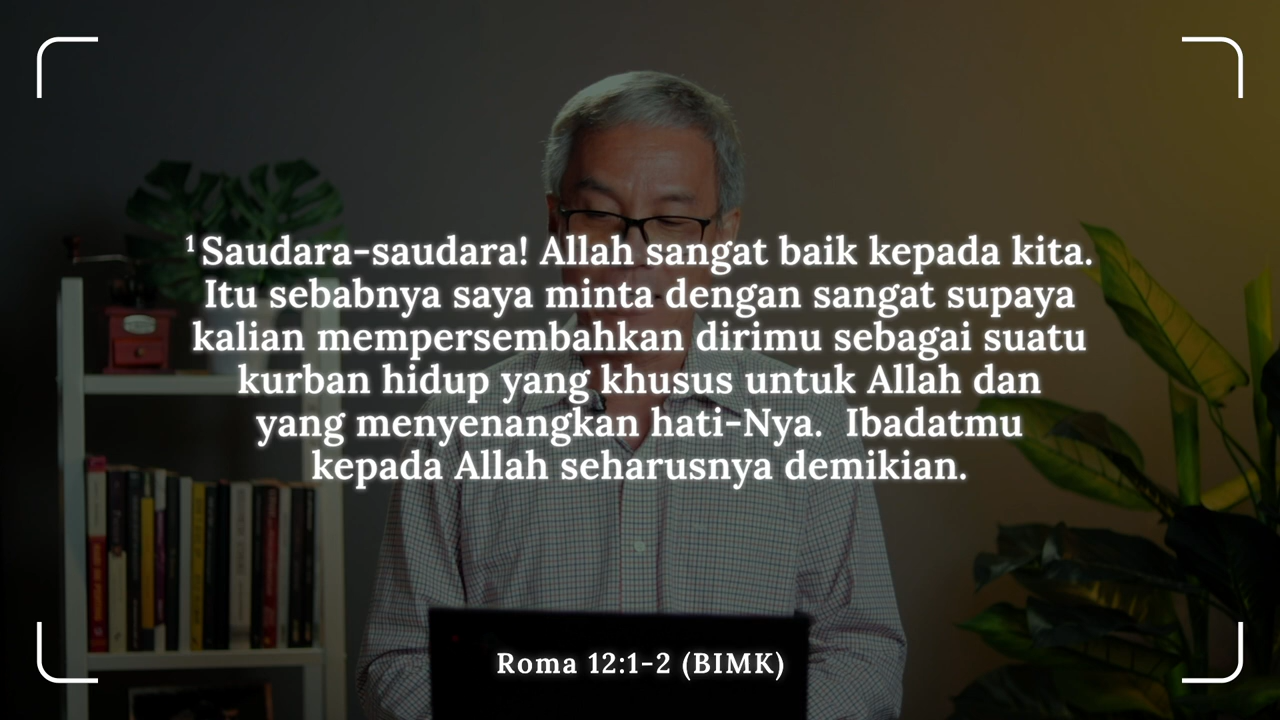 ¹ Saudara-saudara! Allah sangat baik kepada kita.
Itu sebabnya saya minta dengan sangat supaya
kalian mempersembahkan dirimu sebagai suatu
kurban hidup yang khusus untuk Allah dan
yang menyenangkan hati-Nya.  Ibadatmu
kepada Allah seharusnya demikian.
Roma 12:1-2 (BIMK)